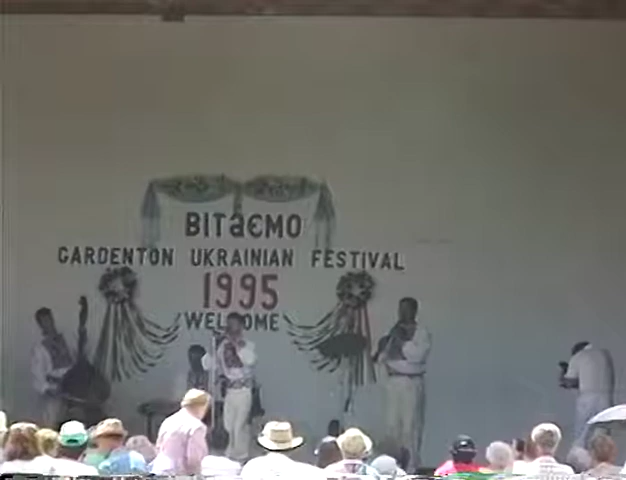 ВІТАЄМО
GARDENTON UKRAINIAN FESTIVAL
1995
WELCOME